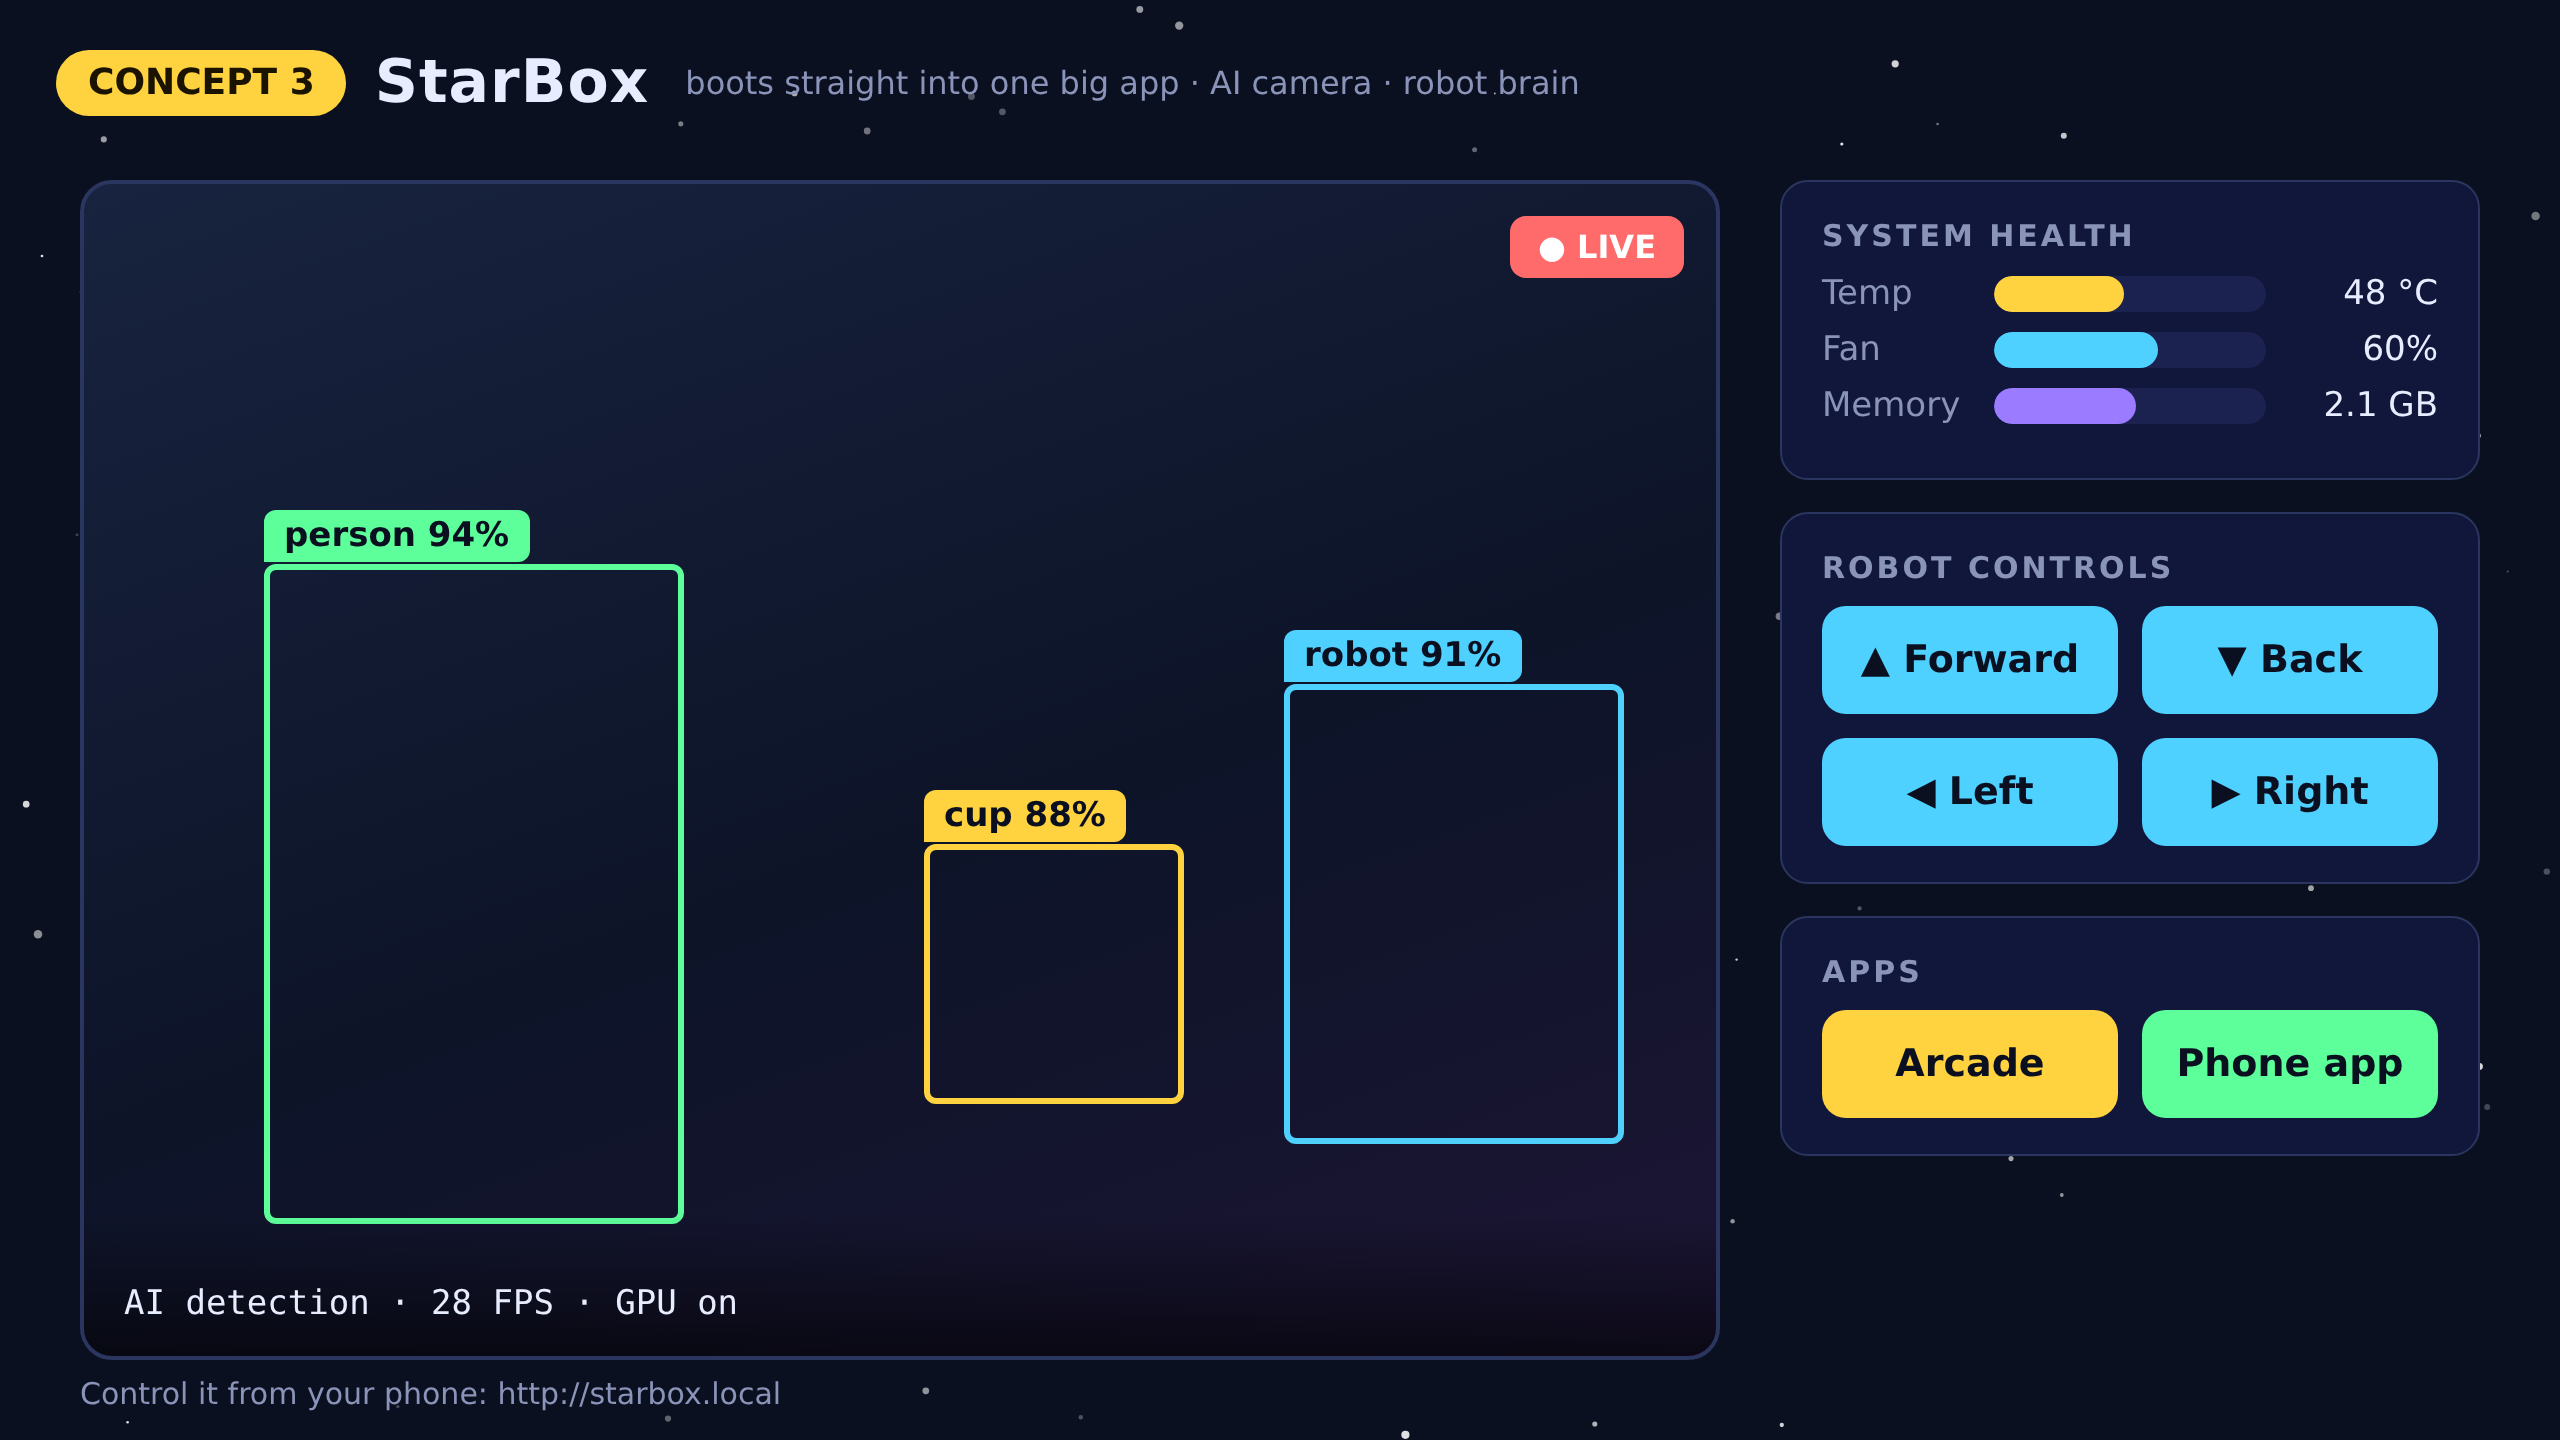 CONCEPT 3 StarBox boots straight into one big app · AI camera · robot brain
● LIVE
person 94%
robot 91%
cup 88%
AI detection · 28 FPS · GPU on
Control it from your phone: http://starbox.local
SYSTEM HEALTH
Temp 48 °C
Fan 60%
Memory 2.1 GB
ROBOT CONTROLS
▲ Forward ▼ Back
◀ Left ▶ Right
APPS
Arcade Phone app